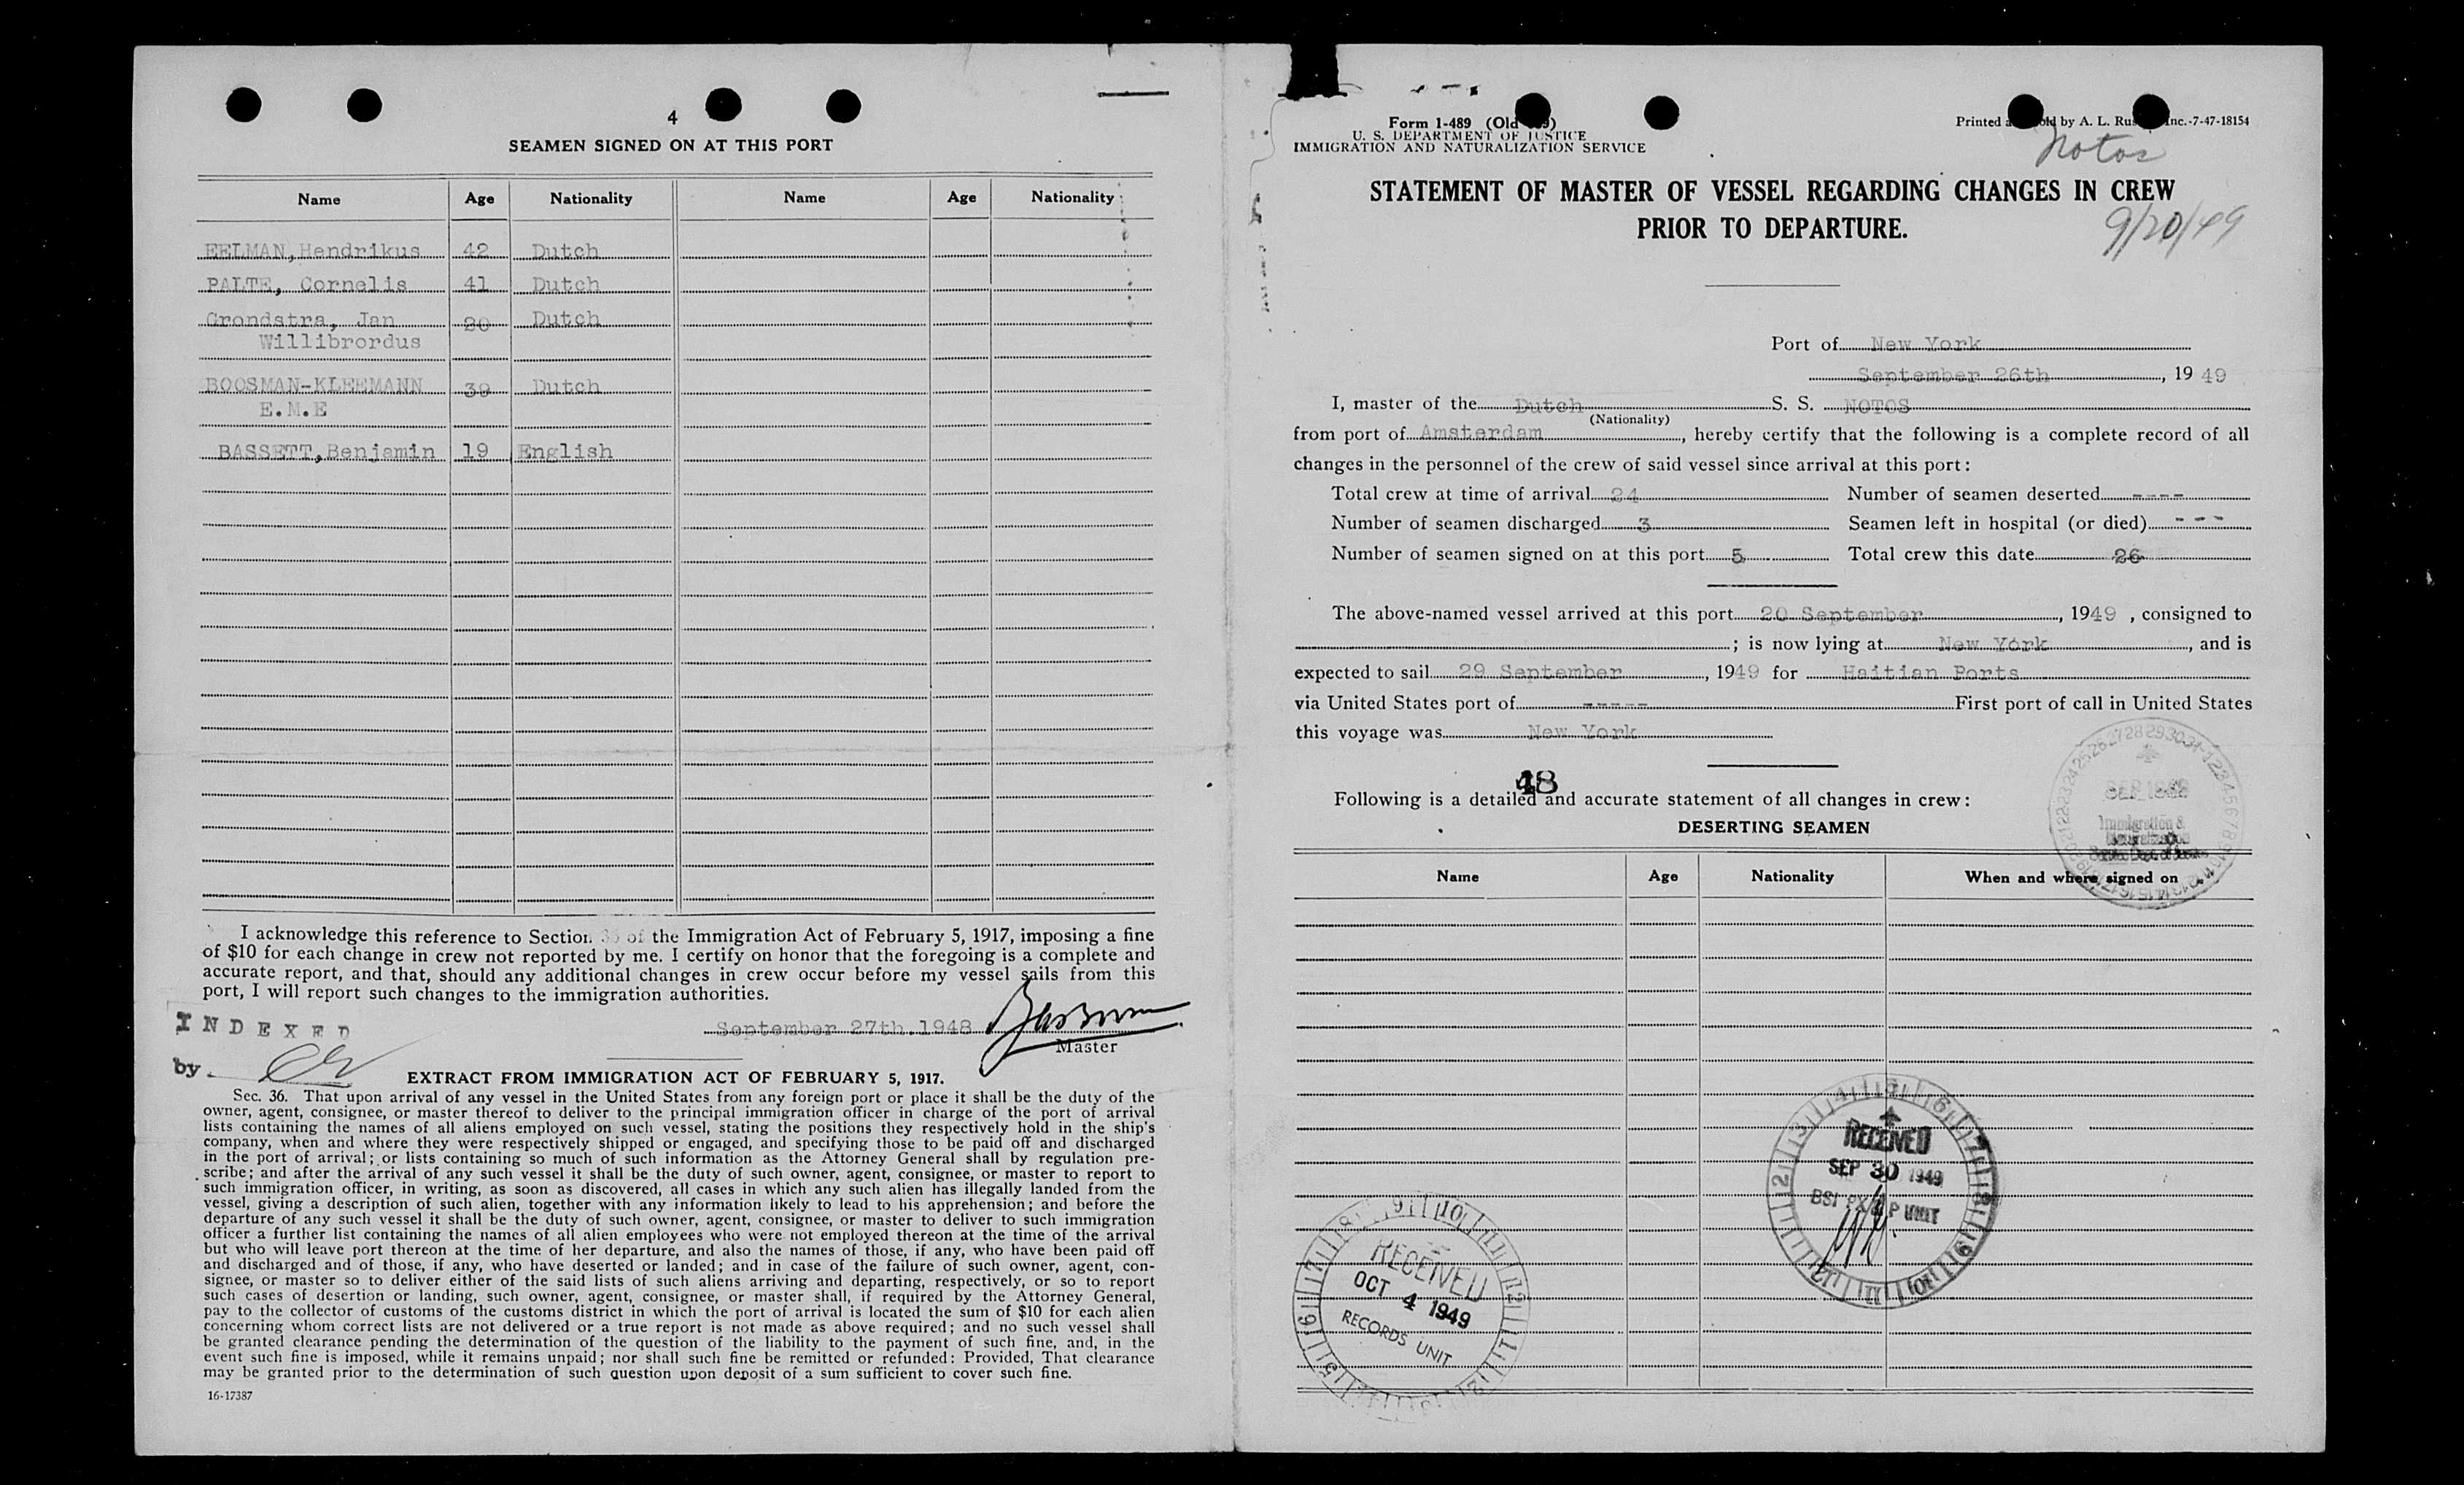 4
SEAMEN SIGNED ON AT THIS PORT
Name Age Nationality Name Age Nationality
EELMAN, Hendrikus 42 Dutch
PALTE, Cornelis 41 Dutch
Grondstra, Jan 20 Dutch
Willibrordus
BOOSMAN-KLEEMANN 39 Dutch
E.M.E
BASSETT, Benjamin 19 English
I acknowledge this reference to Section 36 of the Immigration Act of February 5, 1917, imposing a fine
of $10 for each change in crew not reported by me. I certify on honor that the foregoing is a complete and
accurate report, and that, should any additional changes in crew occur before my vessel sails from this
port, I will report such changes to the immigration authorities.
INDEXED
September 27th.1948
Master
by
EXTRACT FROM IMMIGRATION ACT OF FEBRUARY 5, 1917.
Sec. 36. That upon arrival of any vessel in the United States from any foreign port or place it shall be the duty of the
owner, agent, consignee, or master thereof to deliver to the principal immigration officer in charge of the port of arrival
lists containing the names of all aliens employed on such vessel, stating the positions they respectively hold in the ship's
company, when and where they were respectively shipped or engaged, and specifying those to be paid off and discharged
in the port of arrival; or lists containing so much of such information as the Attorney General shall by regulation pre-
scribe; and after the arrival of any such vessel it shall be the duty of such owner, agent, consignee, or master to report to
such immigration officer, in writing, as soon as discovered, all cases in which any such alien has illegally landed from the
vessel, giving a description of such alien, together with any information likely to lead to his apprehension; and before the
departure of any such vessel it shall be the duty of such owner, agent, consignee, or master to deliver to such immigration
officer a further list containing the names of all alien employees who were not employed thereon at the time of the arrival
but who will leave port thereon at the time of her departure, and also the names of those, if any, who have been paid off
and discharged and of those, if any, who have deserted or landed; and in case of the failure of such owner, agent, con-
signee, or master so to deliver either of the said lists of such aliens arriving and departing, respectively, or so to report
such cases of desertion or landing, such owner, agent, consignee, or master shall, if required by the Attorney General,
pay to the collector of customs of the customs district in which the port of arrival is located the sum of $10 for each alien
concerning whom correct lists are not delivered or a true report is not made as above required; and no such vessel shall
be granted clearance pending the determination of the question of the liability to the payment of such fine, and, in the
event such fine is imposed, while it remains unpaid; nor shall such fine be remitted or refunded: Provided, That clearance
may be granted prior to the determination of such question upon deposit of a sum sufficient to cover such fine.
16-17387
Form 1-489 (Old
U. S. DEPARTMENT OF JUSTICE
IMMIGRATION AND NATURALIZATION SERVICE
Printed by A. L. Inc.-7-47-18154
Notos
STATEMENT OF MASTER OF VESSEL REGARDING CHANGES IN CREW
PRIOR TO DEPARTURE.
9/20/49
Port of New York
September 26th, 19 49
I, master of the Dutch S. S. NOTOS
(Nationality)
from port of Amsterdam, hereby certify that the following is a complete record of all
changes in the personnel of the crew of said vessel since arrival at this port:
Total crew at time of arrival 24 Number of seamen deserted ----
Number of seamen discharged 3 Seamen left in hospital (or died) ---
Number of seamen signed on at this port 5 Total crew this date 26
The above-named vessel arrived at this port 20 September, 1949, consigned to
; is now lying at New York, and is
expected to sail 29 September, 1949 for Haitian Ports
via United States port of ----- First port of call in United States
this voyage was New York
48
Following is a detailed and accurate statement of all changes in crew:
DESERTING SEAMEN
Name Age Nationality When and where signed on
Immigration &
RECEIVED
SEP 30 1949
BSI PX & P UNIT
RECEIVED
OCT 4 1949
RECORDS UNIT